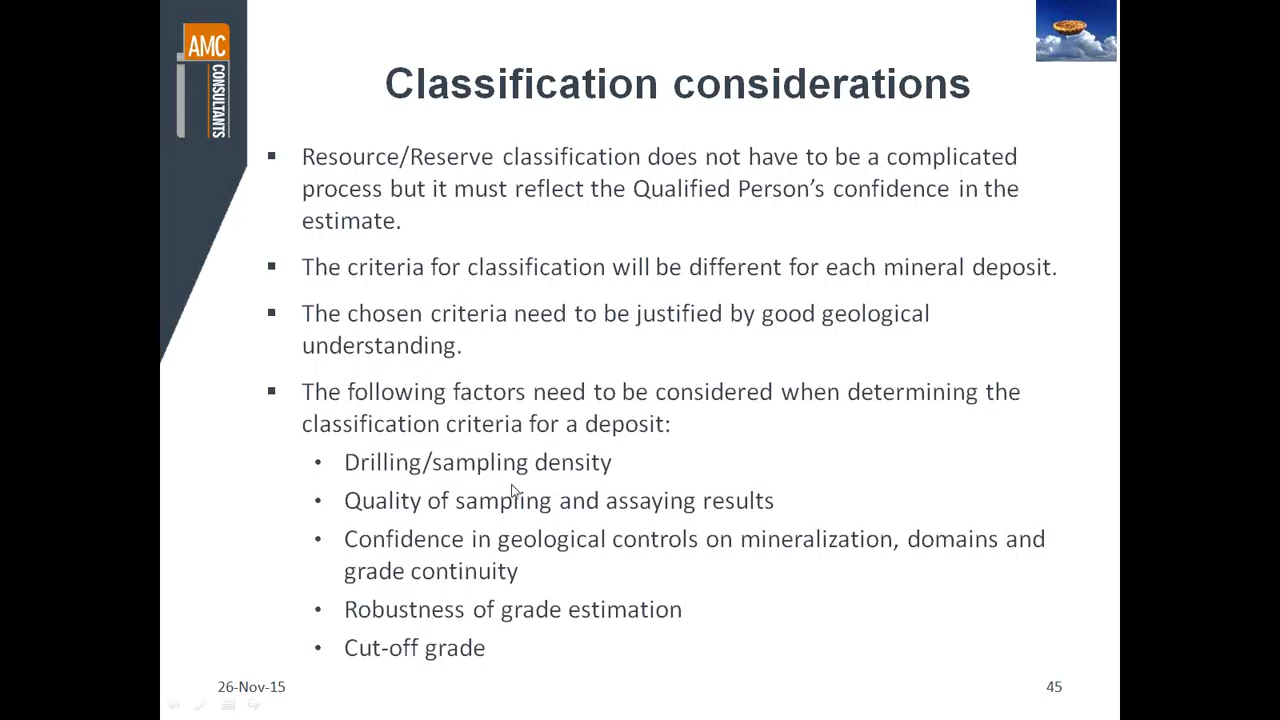 AMC
CONSULTANTS
Classification considerations
▪ Resource/Reserve classification does not have to be a complicated
process but it must reflect the Qualified Person’s confidence in the
estimate.
▪ The criteria for classification will be different for each mineral deposit.
▪ The chosen criteria need to be justified by good geological
understanding.
▪ The following factors need to be considered when determining the
classification criteria for a deposit:
• Drilling/sampling density
• Quality of sampling and assaying results
• Confidence in geological controls on mineralization, domains and
grade continuity
• Robustness of grade estimation
• Cut-off grade
26-Nov-15
45